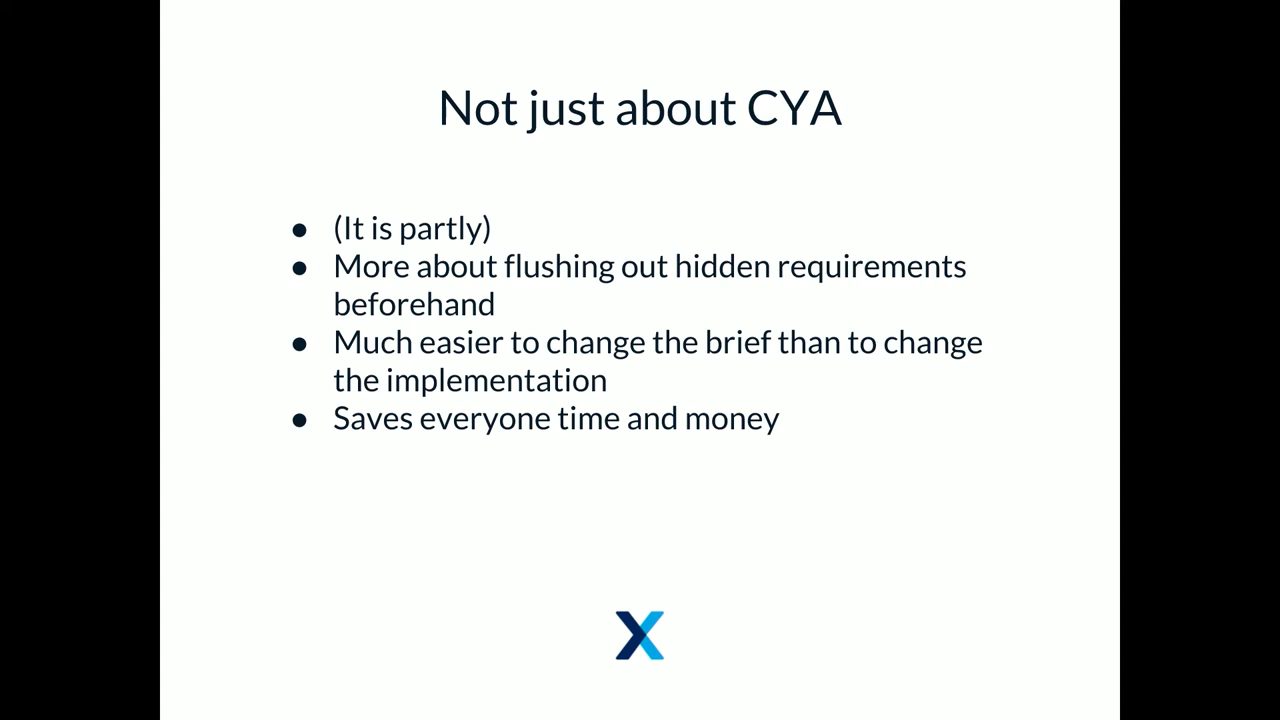 Not just about CYA
● (It is partly)
● More about flushing out hidden requirements
beforehand
● Much easier to change the brief than to change
the implementation
● Saves everyone time and money